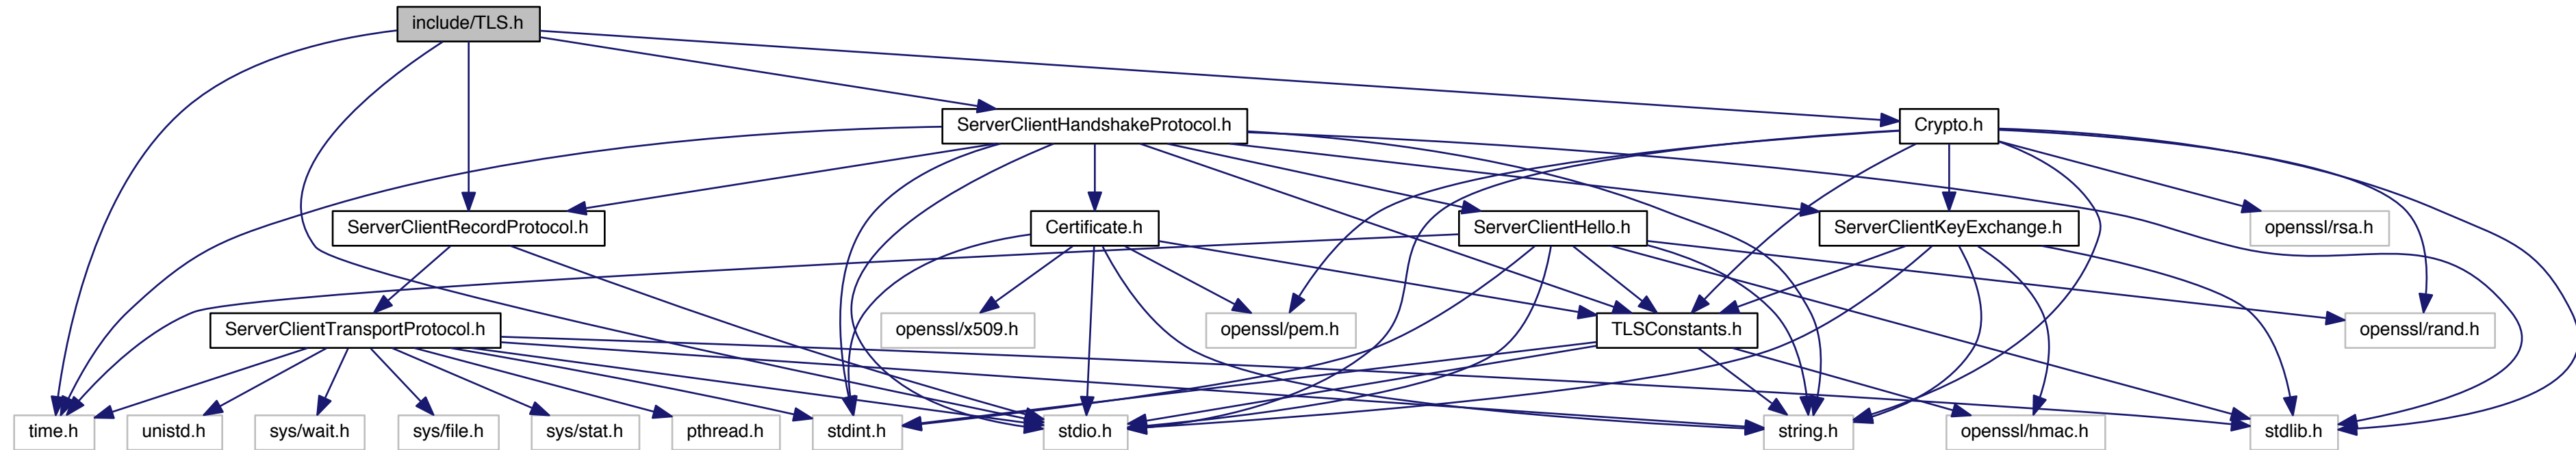 include/TLS.h
ServerClientHandshakeProtocol.h
Crypto.h
ServerClientRecordProtocol.h
Certificate.h
ServerClientHello.h
ServerClientKeyExchange.h
openssl/rsa.h
ServerClientTransportProtocol.h
openssl/x509.h
openssl/pem.h
TLSConstants.h
openssl/rand.h
time.h
unistd.h
sys/wait.h
sys/file.h
sys/stat.h
pthread.h
stdint.h
stdio.h
string.h
openssl/hmac.h
stdlib.h